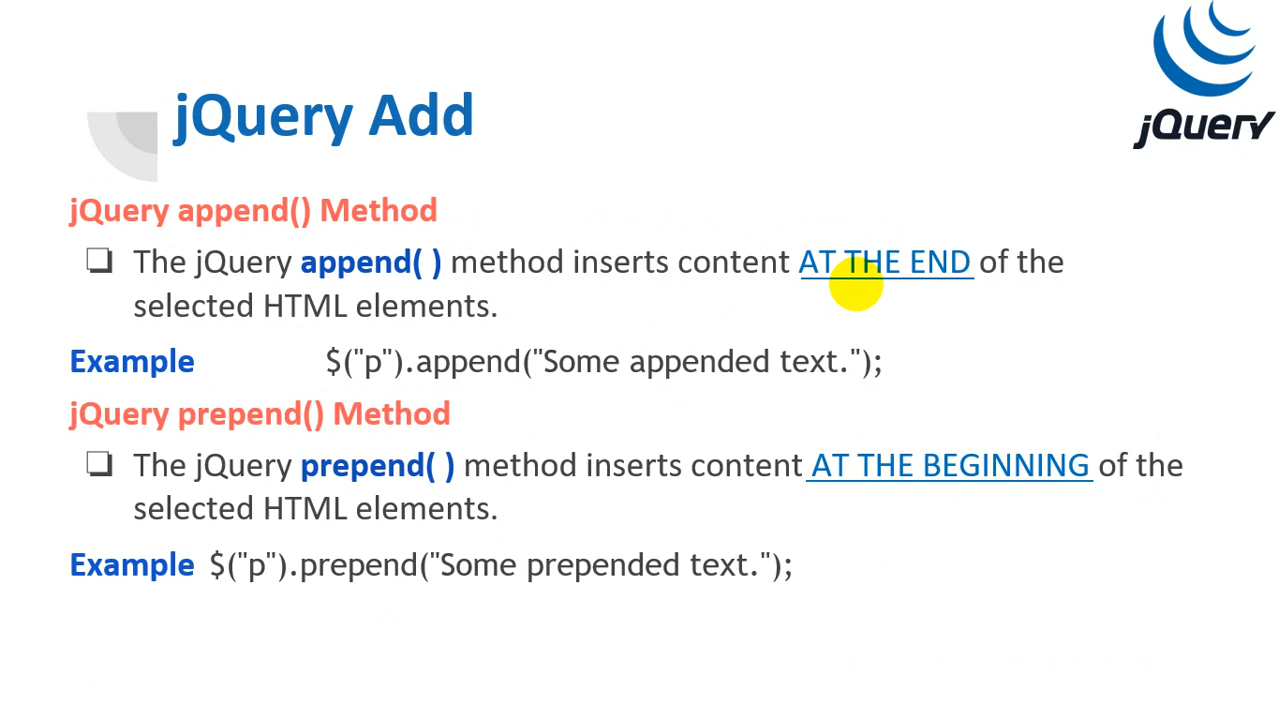 jQuery
jQuery Add
jQuery append() Method
❑ The jQuery append( ) method inserts content AT THE END of the
selected HTML elements.
Example $("p").append("Some appended text.");
jQuery prepend() Method
❑ The jQuery prepend( ) method inserts content AT THE BEGINNING of the
selected HTML elements.
Example $("p").prepend("Some prepended text.");